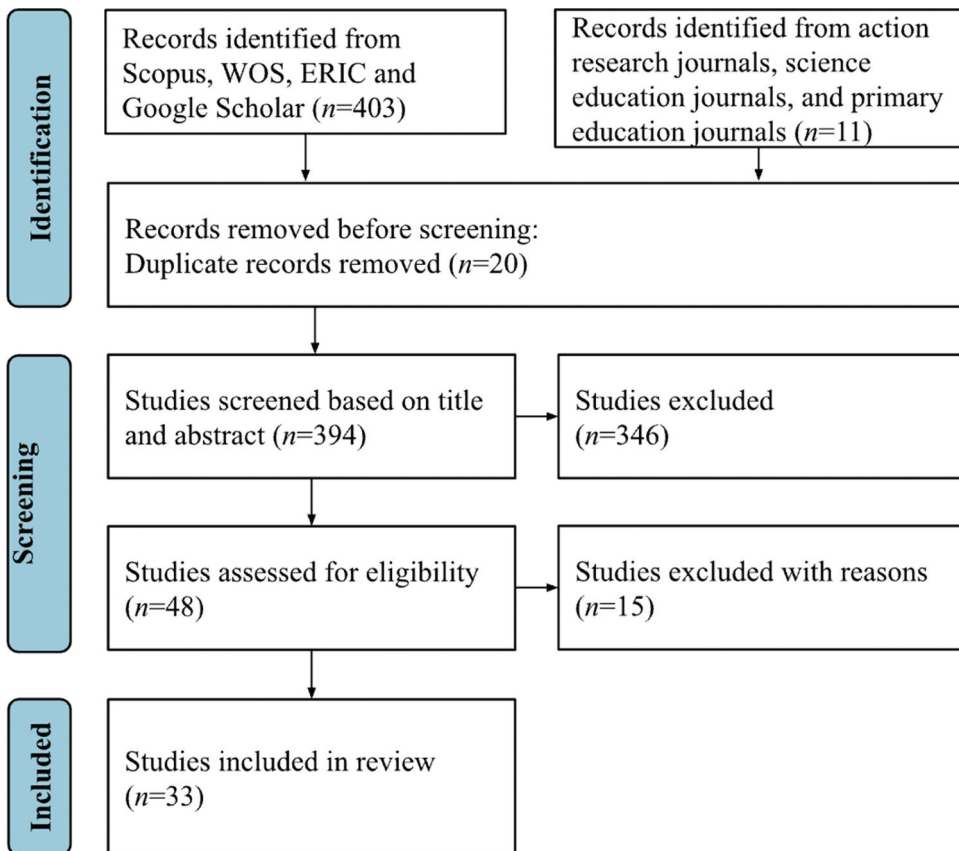 Identification
Records identified from
Scopus, WOS, ERIC and
Google Scholar (n=403)
Records identified from action
research journals, science
education journals, and primary
education journals (n=11)
Records removed before screening:
Duplicate records removed (n=20)
Screening
Studies screened based on title
and abstract (n=394)
Studies excluded
(n=346)
Studies assessed for eligibility
(n=48)
Studies excluded with reasons
(n=15)
Included
Studies included in review
(n=33)